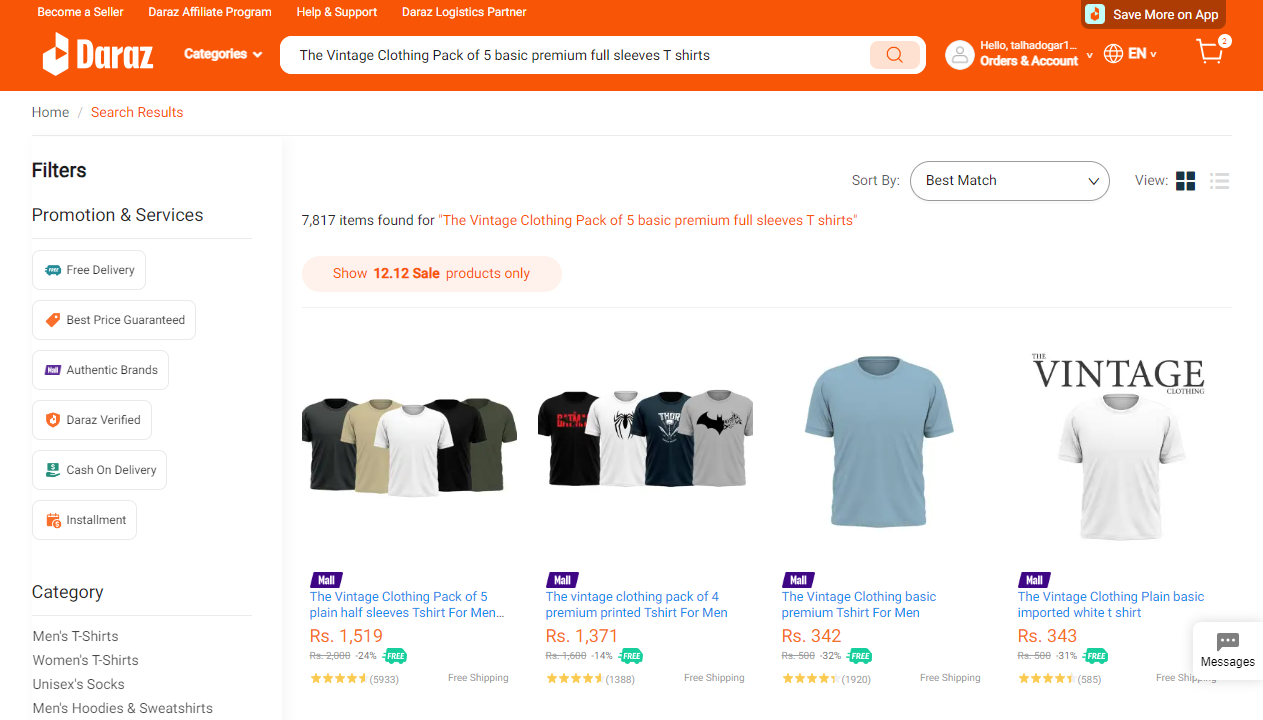 Become a Seller Daraz Affiliate Program Help & Support Daraz Logistics Partner Save More on App
Daraz Categories The Vintage Clothing Pack of 5 basic premium full sleeves T shirts Hello, talhadogar1... EN 2
Orders & Account
Home / Search Results
Filters
Promotion & Services
Free Delivery
Best Price Guaranteed
Mall Authentic Brands
Daraz Verified
Cash On Delivery
Installment
Category
Men's T-Shirts
Women's T-Shirts
Unisex's Socks
Men's Hoodies & Sweatshirts
Sort By: Best Match View:
7,817 items found for "The Vintage Clothing Pack of 5 basic premium full sleeves T shirts"
Show 12.12 Sale products only
THE
VINTAGE
CLOTHING
THOR
Mall
The Vintage Clothing Pack of 5
plain half sleeves Tshirt For Men...
Rs. 1,519
Rs. 2,000 -24% FREE
(5933) Free Shipping
Mall
The vintage clothing pack of 4
premium printed Tshirt For Men
Rs. 1,371
Rs. 1,600 -14% FREE
(1388) Free Shipping
Mall
The Vintage Clothing basic
premium Tshirt For Men
Rs. 342
Rs. 500 -32% FREE
(1920) Free Shipping
Mall
The Vintage Clothing Plain basic
imported white t shirt
Rs. 343
Rs. 500 -31% FREE
(585) Free Shipping
Messages